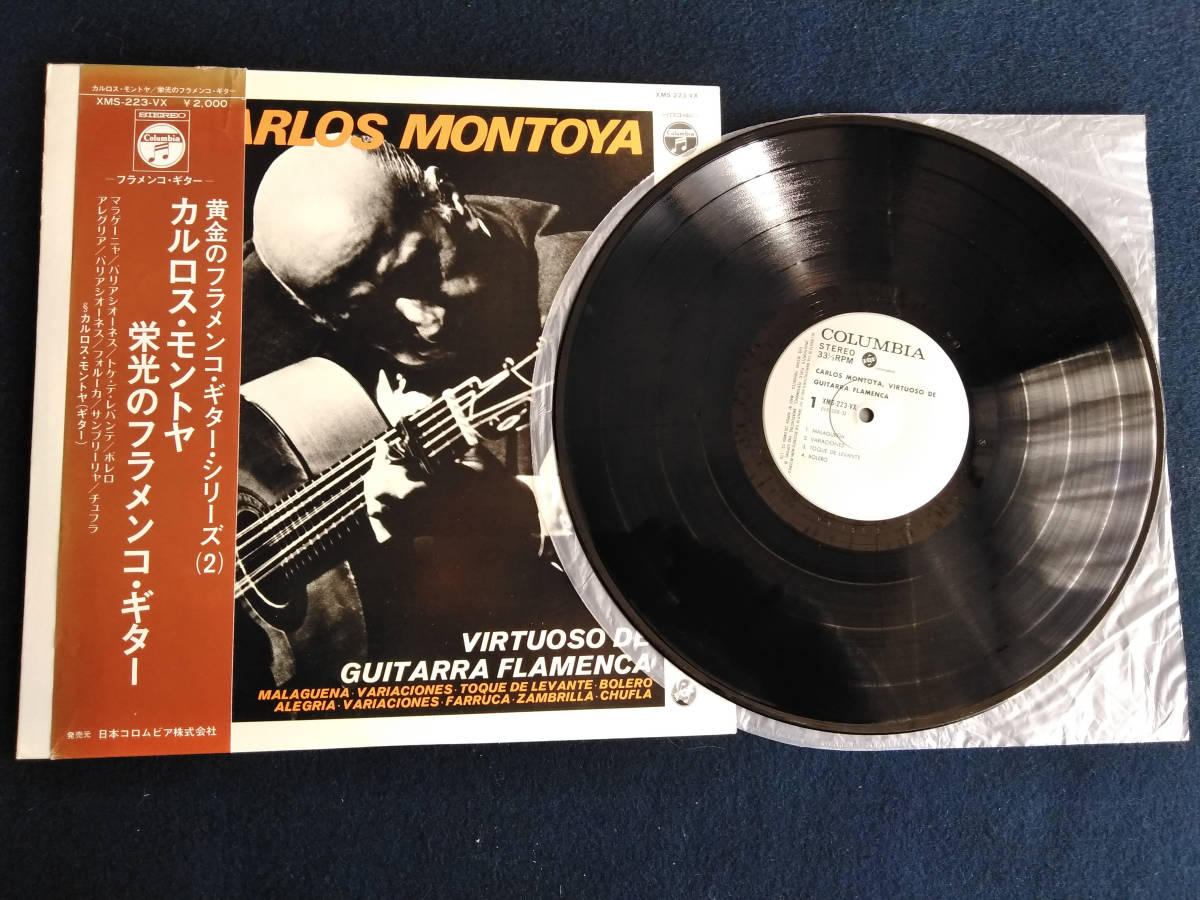 カルロス・モントヤ/栄光のフラメンコ・ギター
XMS-223-VX ￥2,000
STEREO
Columbia
―フラメンコ・ギター―
黄金のフラメンコ・ギター・シリーズ(2)
カルロス・モントヤ
栄光のフラメンコ・ギター
マラゲーニャ/バリアシオーネス/トケ・デ・レバンテ/ボレロ
アレグリア/バリアシオーネス/ファルーカ/サンブリーリャ/チュフラ
§カルロス・モントヤ(ギター)
発売元 日本コロムビア株式会社
XMS 223-VX
ARLOS MONTOYA
VIRTUOSO DE
GUITARRA FLAMENCA
MALAGUENA·VARIACIONES·TOQUE DE LEVANTE·BOLERO
ALEGRIA·VARIACIONES·FARRUCA·ZAMBRILLA·CHUFLA
COLUMBIA
STEREO
33⅓RPM
VOX
CARLOS MONTOYA, VIRTUOSO DE
GUITARRA FLAMENCA
1 XMS-223-VX
1. MALAGUENA
2. VARIACIONES
3. TOQUE DE LEVANTE
4. BOLERO